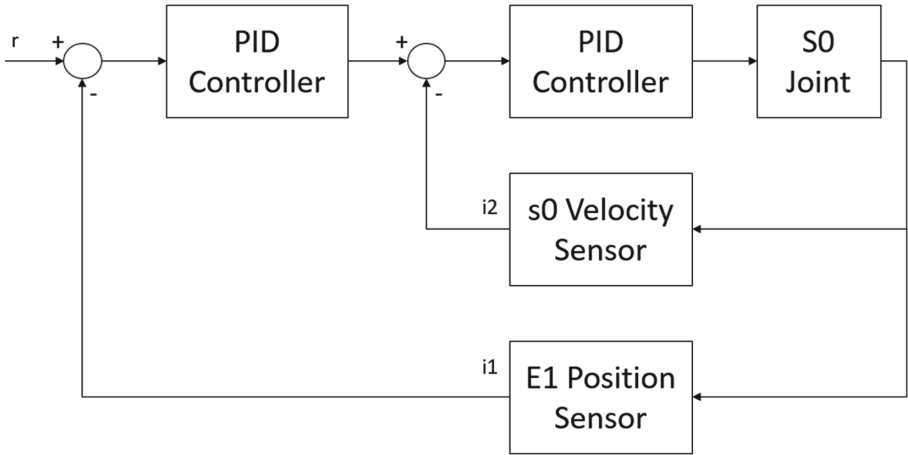 r
+
-
PID
Controller
+
-
PID
Controller
S0
Joint
i2
s0 Velocity
Sensor
i1
E1 Position
Sensor